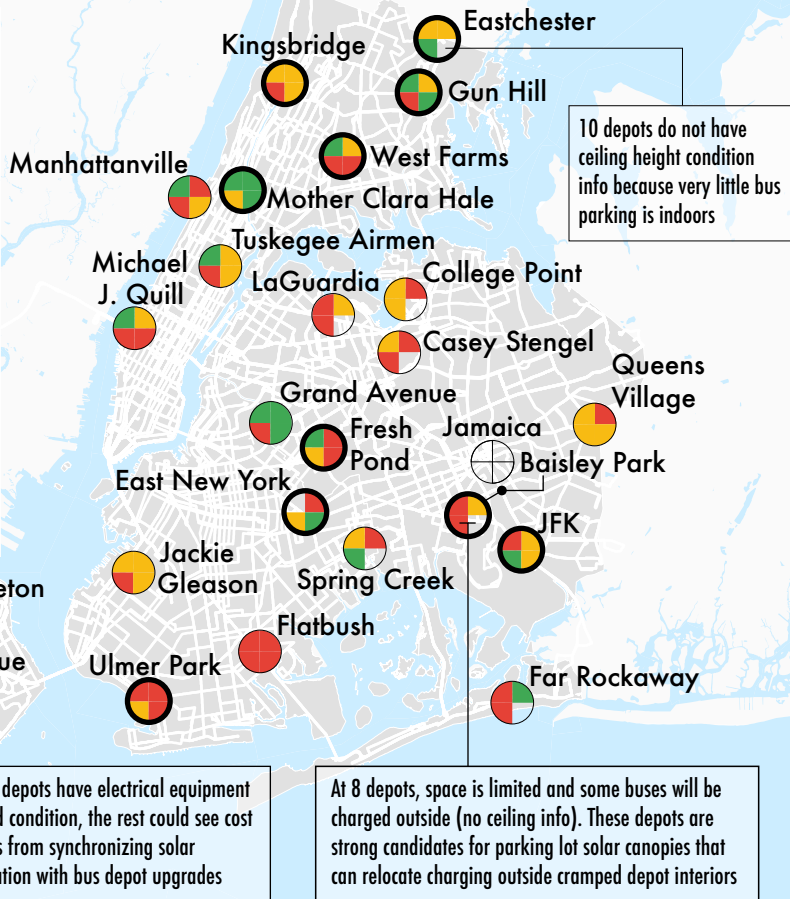 Eastchester
Kingsbridge
Gun Hill
10 depots do not have
ceiling height condition
info because very little bus
parking is indoors
West Farms
Manhattanville
Mother Clara Hale
Tuskegee Airmen
Michael
J. Quill
LaGuardia
College Point
Casey Stengel
Queens
Village
Grand Avenue
Fresh
Pond
Jamaica
Baisley Park
East New York
JFK
Jackie
Gleason
Spring Creek
eton
Flatbush
ue
Ulmer Park
Far Rockaway
depots have electrical equipment
d condition, the rest could see cost
s from synchronizing solar
ation with bus depot upgrades
At 8 depots, space is limited and some buses will be
charged outside (no ceiling info). These depots are
strong candidates for parking lot solar canopies that
can relocate charging outside cramped depot interiors